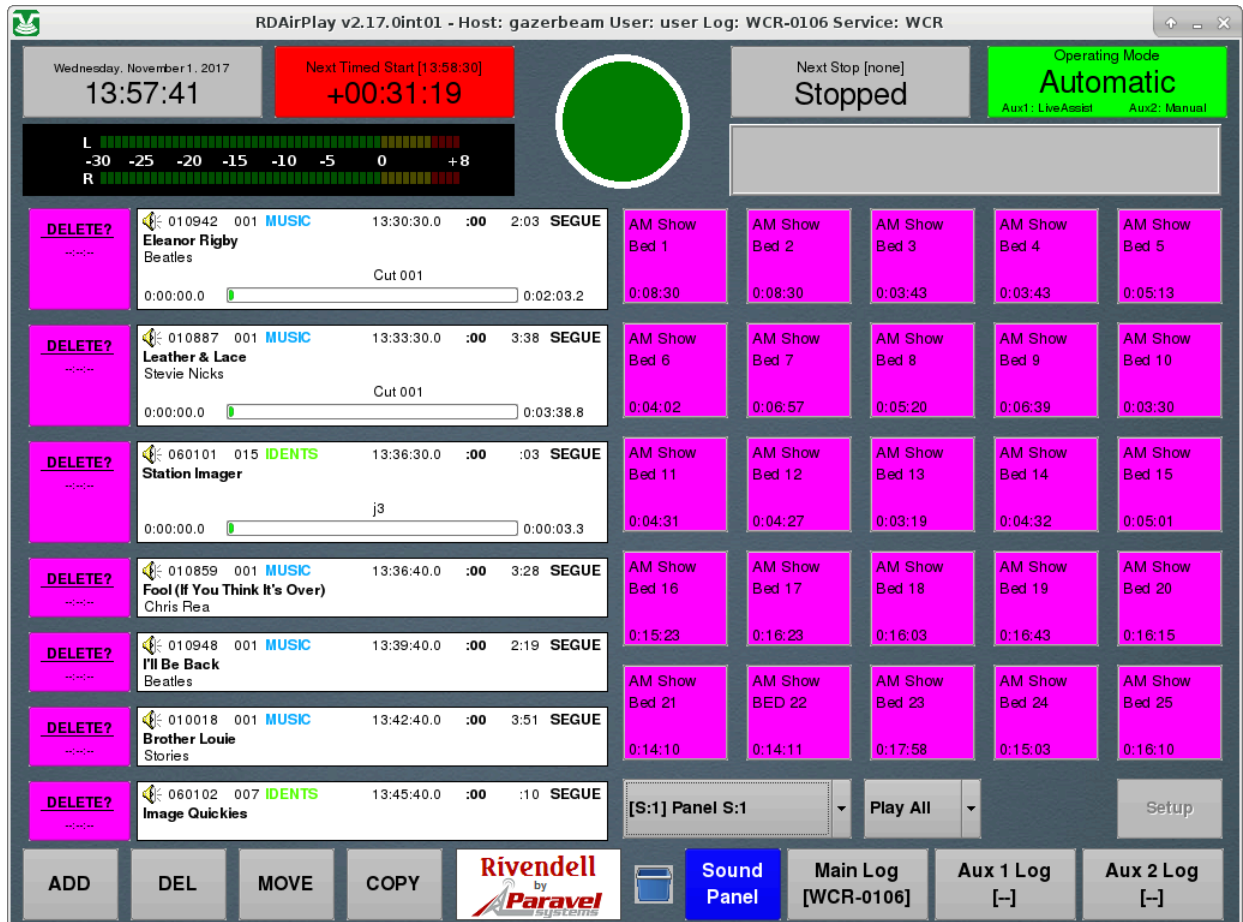 RDAirPlay v2.17.0int01 - Host: gazerbeam User: user Log: WCR-0106 Service: WCR
Wednesday, November 1, 2017
13:57:41
Next Timed Start [13:58:30]
+00:31:19
Next Stop [none]
Stopped
Operating Mode
Automatic
Aux1: LiveAssist Aux2: Manual
L
-30 -25 -20 -15 -10 -5 0 +8
R
DELETE?
--:--:--
010942 001 MUSIC 13:30:30.0 :00 2:03 SEGUE
Eleanor Rigby
Beatles
Cut 001
0:00:00.0 0:02:03.2
DELETE?
--:--:--
010887 001 MUSIC 13:33:30.0 :00 3:38 SEGUE
Leather & Lace
Stevie Nicks
Cut 001
0:00:00.0 0:03:38.8
DELETE?
--:--:--
060101 015 IDENTS 13:36:30.0 :00 :03 SEGUE
Station Imager
j3
0:00:00.0 0:00:03.3
DELETE?
--:--:--
010859 001 MUSIC 13:36:40.0 :00 3:28 SEGUE
Fool (If You Think It's Over)
Chris Rea
DELETE?
--:--:--
010948 001 MUSIC 13:39:40.0 :00 2:19 SEGUE
I'll Be Back
Beatles
DELETE?
--:--:--
010018 001 MUSIC 13:42:40.0 :00 3:51 SEGUE
Brother Louie
Stories
DELETE?
--:--:--
060102 007 IDENTS 13:45:40.0 :00 :10 SEGUE
Image Quickies
AM Show AM Show AM Show AM Show AM Show
Bed 1 Bed 2 Bed 3 Bed 4 Bed 5
0:08:30 0:08:30 0:03:43 0:03:43 0:05:13
AM Show AM Show AM Show AM Show AM Show
Bed 6 Bed 7 Bed 8 Bed 9 Bed 10
0:04:02 0:06:57 0:05:20 0:06:39 0:03:30
AM Show AM Show AM Show AM Show AM Show
Bed 11 Bed 12 Bed 13 Bed 14 Bed 15
0:04:31 0:04:27 0:03:19 0:04:32 0:05:01
AM Show AM Show AM Show AM Show AM Show
Bed 16 Bed 17 Bed 18 Bed 19 Bed 20
0:15:23 0:16:23 0:16:03 0:16:43 0:16:15
AM Show AM Show AM Show AM Show AM Show
Bed 21 BED 22 Bed 23 Bed 24 Bed 25
0:14:10 0:14:11 0:17:58 0:15:03 0:16:10
[S:1] Panel S:1 Play All Setup
ADD DEL MOVE COPY
Rivendell
by
Paravel
systems
Sound
Panel
Main Log
[WCR-0106]
Aux 1 Log
[--]
Aux 2 Log
[--]